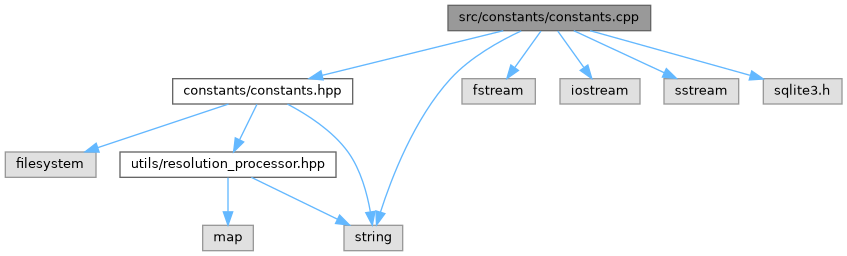 src/constants/constants.cpp
constants/constants.hpp
fstream
iostream
sstream
sqlite3.h
filesystem
utils/resolution_processor.hpp
map
string